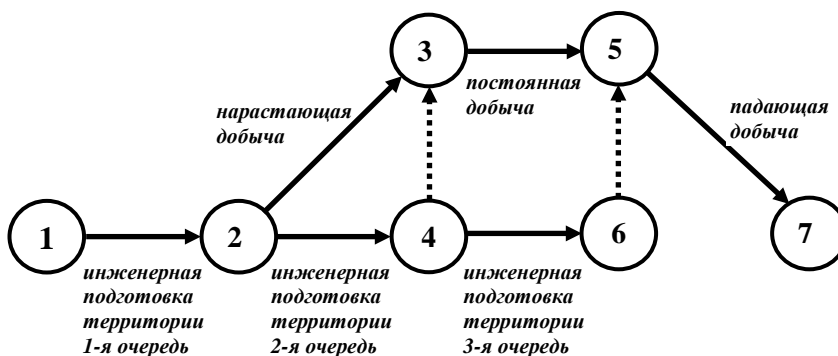 3
5
нарастающая
добыча
постоянная
добыча
падающая
добыча
1
2
4
6
7
инженерная
подготовка
территории
1-я очередь
инженерная
подготовка
территории
2-я очередь
инженерная
подготовка
территории
3-я очередь